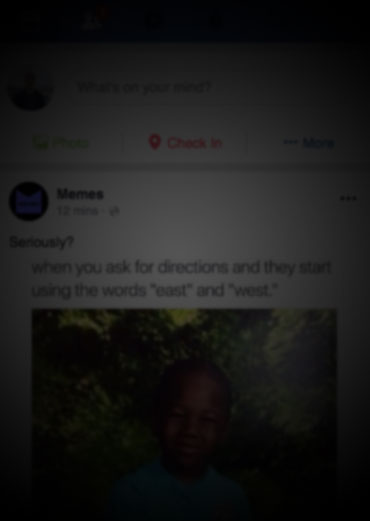 What's on your mind?
Photo
Check In
More
Memes
12 mins
Seriously?
when you ask for directions and they start
using the words "east" and "west."